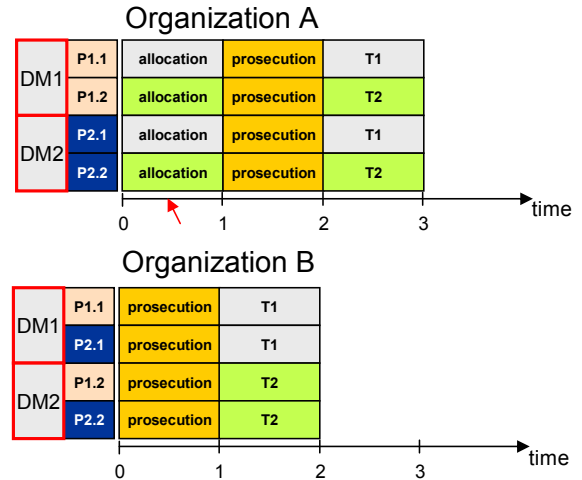 Organization A
DM1 P1.1 allocation prosecution T1
P1.2 allocation prosecution T2
DM2 P2.1 allocation prosecution T1
P2.2 allocation prosecution T2
0 1 2 3 time
Organization B
DM1 P1.1 prosecution T1
P2.1 prosecution T1
DM2 P1.2 prosecution T2
P2.2 prosecution T2
0 1 2 3 time